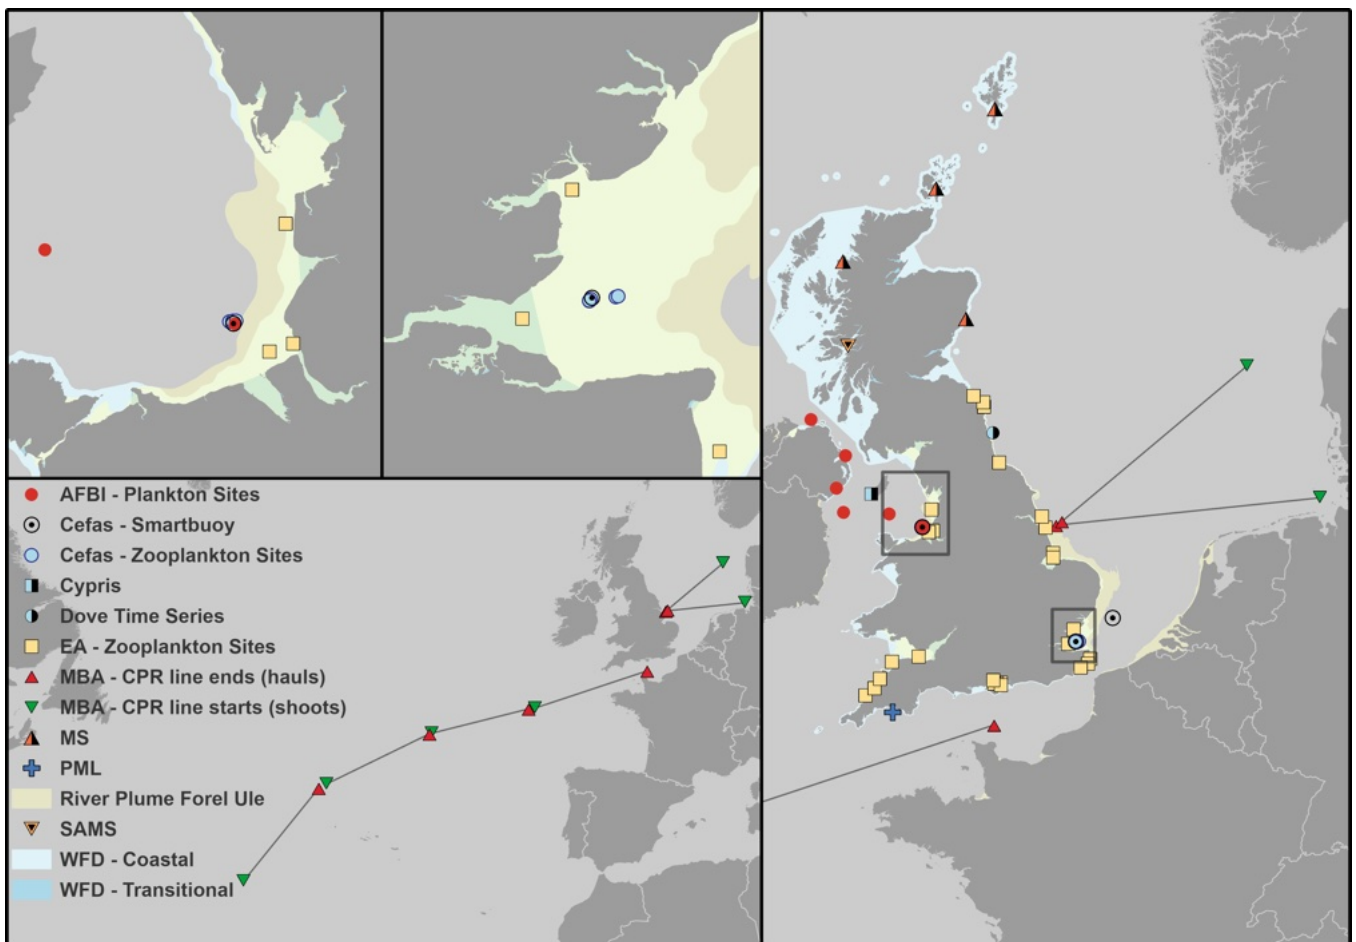 AFBI - Plankton Sites
Cefas - Smartbuoy
Cefas - Zooplankton Sites
Cypris
Dove Time Series
EA - Zooplankton Sites
MBA - CPR line ends (hauls)
MBA - CPR line starts (shoots)
MS
PML
River Plume Forel Ule
SAMS
WFD - Coastal
WFD - Transitional